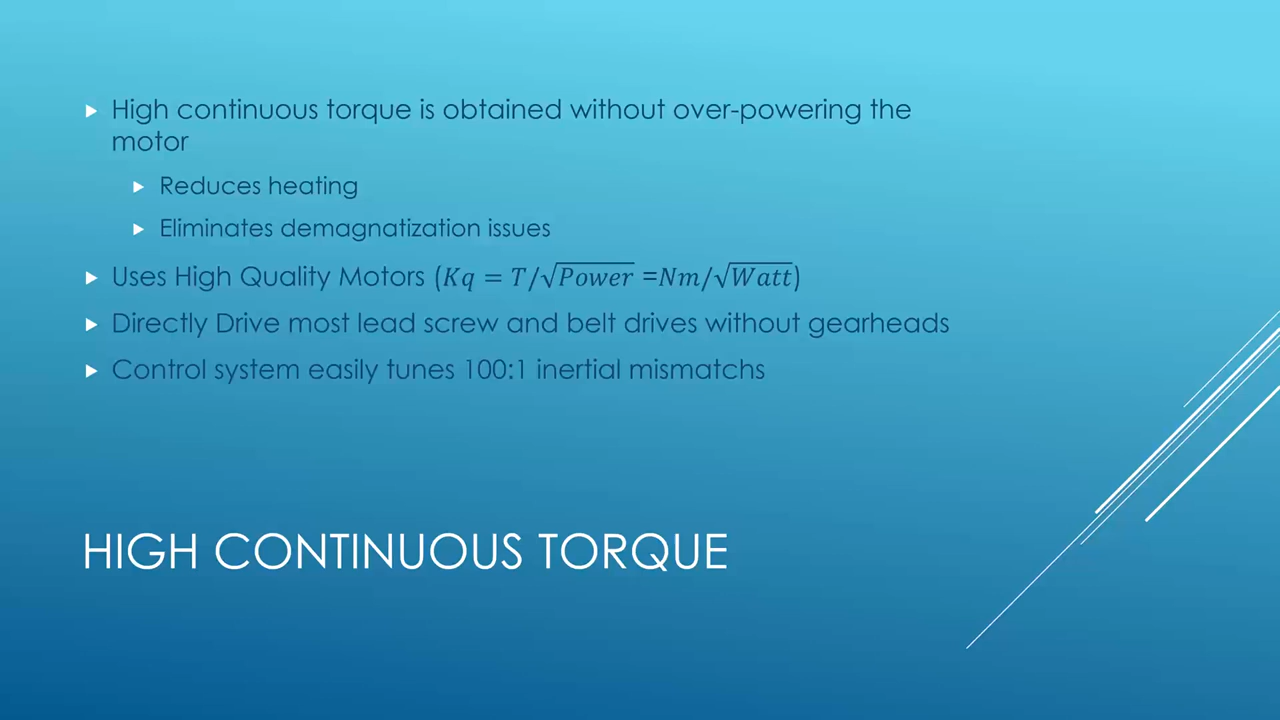 High continuous torque is obtained without over-powering the
motor
Reduces heating
Eliminates demagnatization issues
Uses High Quality Motors (Kq = T/√Power =Nm/√Watt)
Directly Drive most lead screw and belt drives without gearheads
Control system easily tunes 100:1 inertial mismatchs
HIGH CONTINUOUS TORQUE